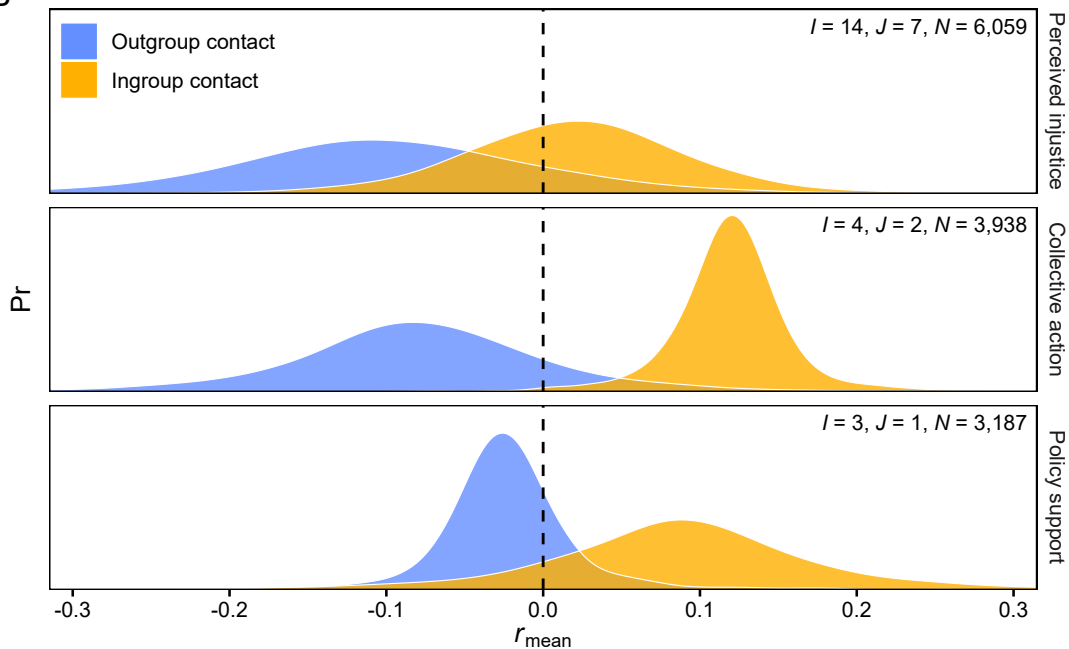 Outgroup contact
Ingroup contact
I = 14, J = 7, N = 6,059
Perceived injustice
I = 4, J = 2, N = 3,938
Collective action
Pr
I = 3, J = 1, N = 3,187
Policy support
-0.3 -0.2 -0.1 0.0 0.1 0.2 0.3
r_mean